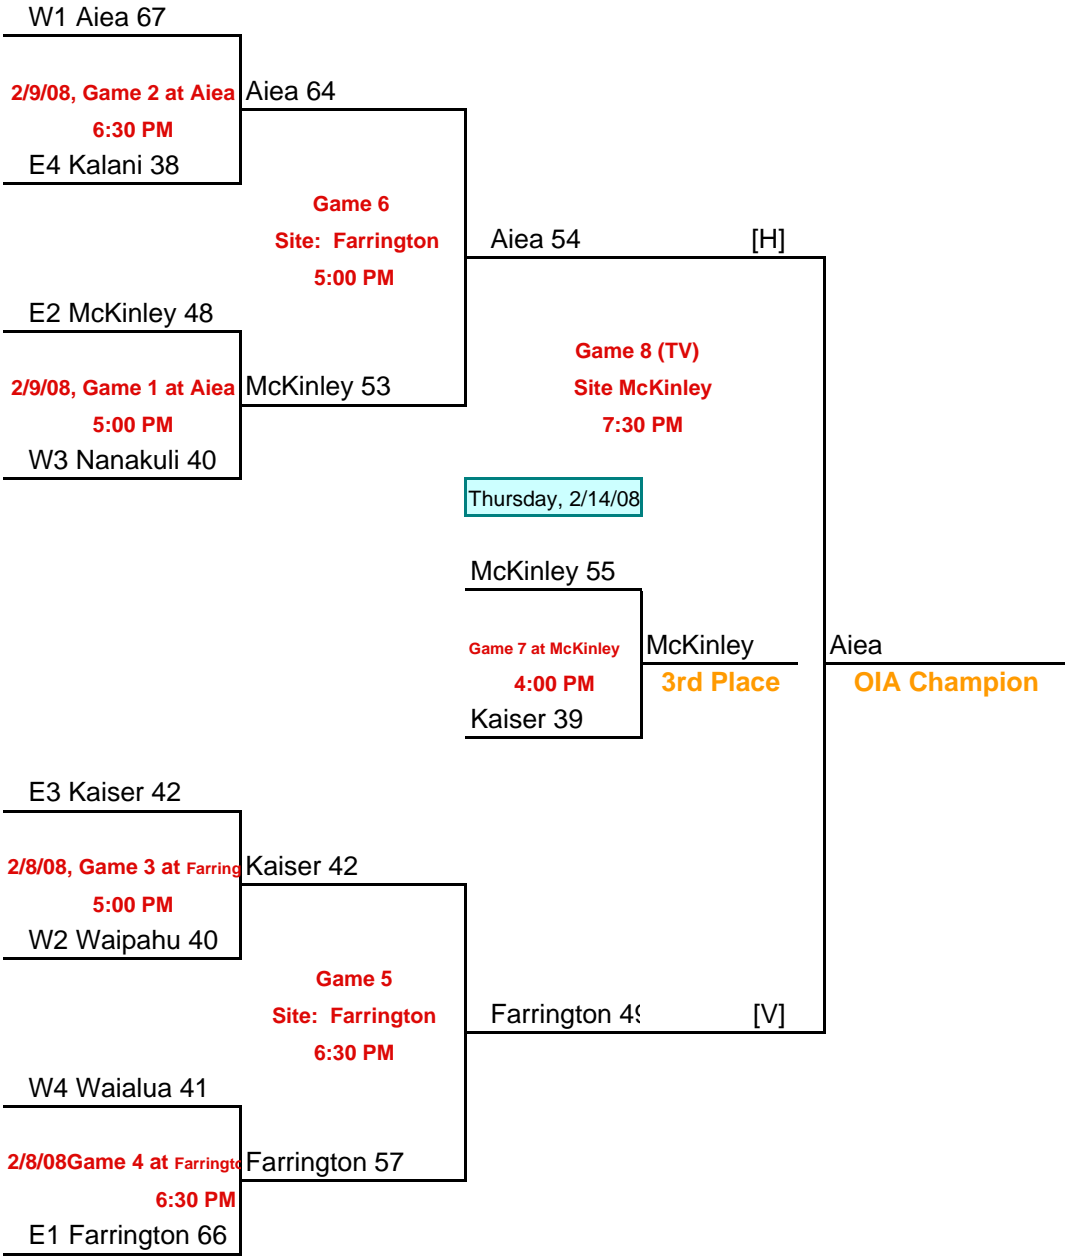 W1 Aiea 67
2/9/08, Game 2 at Aiea
Aiea 64
6:30 PM
E4 Kalani 38
Game 6
Site: Farrington
Aiea 54 [H]
5:00 PM
E2 McKinley 48
Game 8 (TV)
2/9/08, Game 1 at Aiea
McKinley 53
Site McKinley
5:00 PM
7:30 PM
W3 Nanakuli 40
Thursday, 2/14/08
McKinley 55
Game 7 at McKinley
McKinley
Aiea
4:00 PM
3rd Place
OIA Champion
Kaiser 39
E3 Kaiser 42
2/8/08, Game 3 at Farring
Kaiser 42
5:00 PM
W2 Waipahu 40
Game 5
Site: Farrington
Farrington 49 [V]
6:30 PM
W4 Waialua 41
2/8/08Game 4 at Farringto
Farrington 57
6:30 PM
E1 Farrington 66